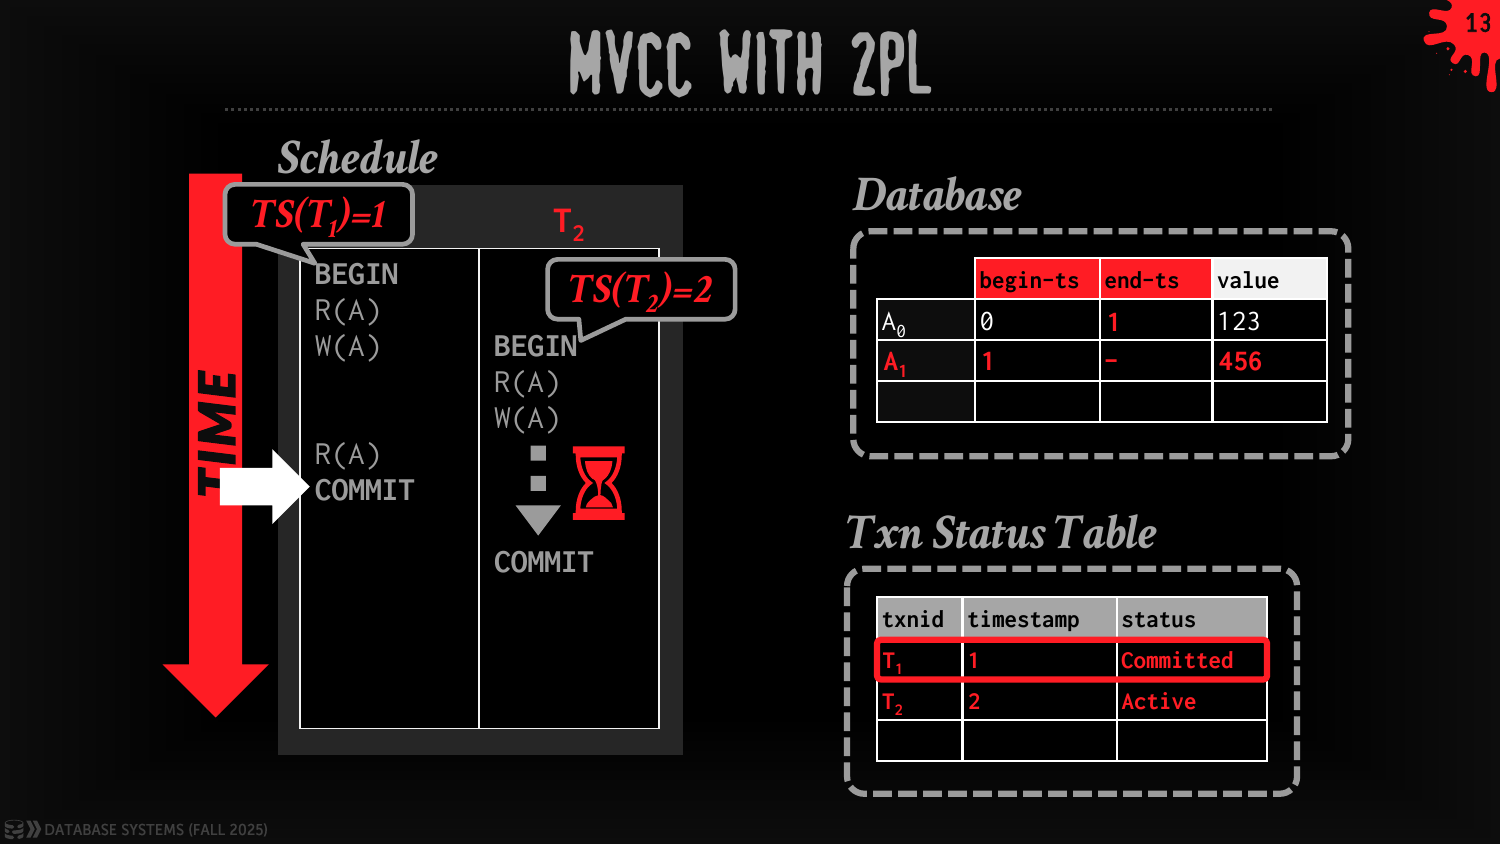 MVCC WITH 2PL
13
Schedule
TS(T1)=1
T2
TS(T2)=2
BEGIN
R(A)
W(A)
R(A)
COMMIT
BEGIN
R(A)
W(A)
COMMIT
TIME
Database
begin-ts end-ts value
A0 0 1 123
A1 1 - 456
Txn Status Table
txnid timestamp status
T1 1 Committed
T2 2 Active
DATABASE SYSTEMS (FALL 2025)